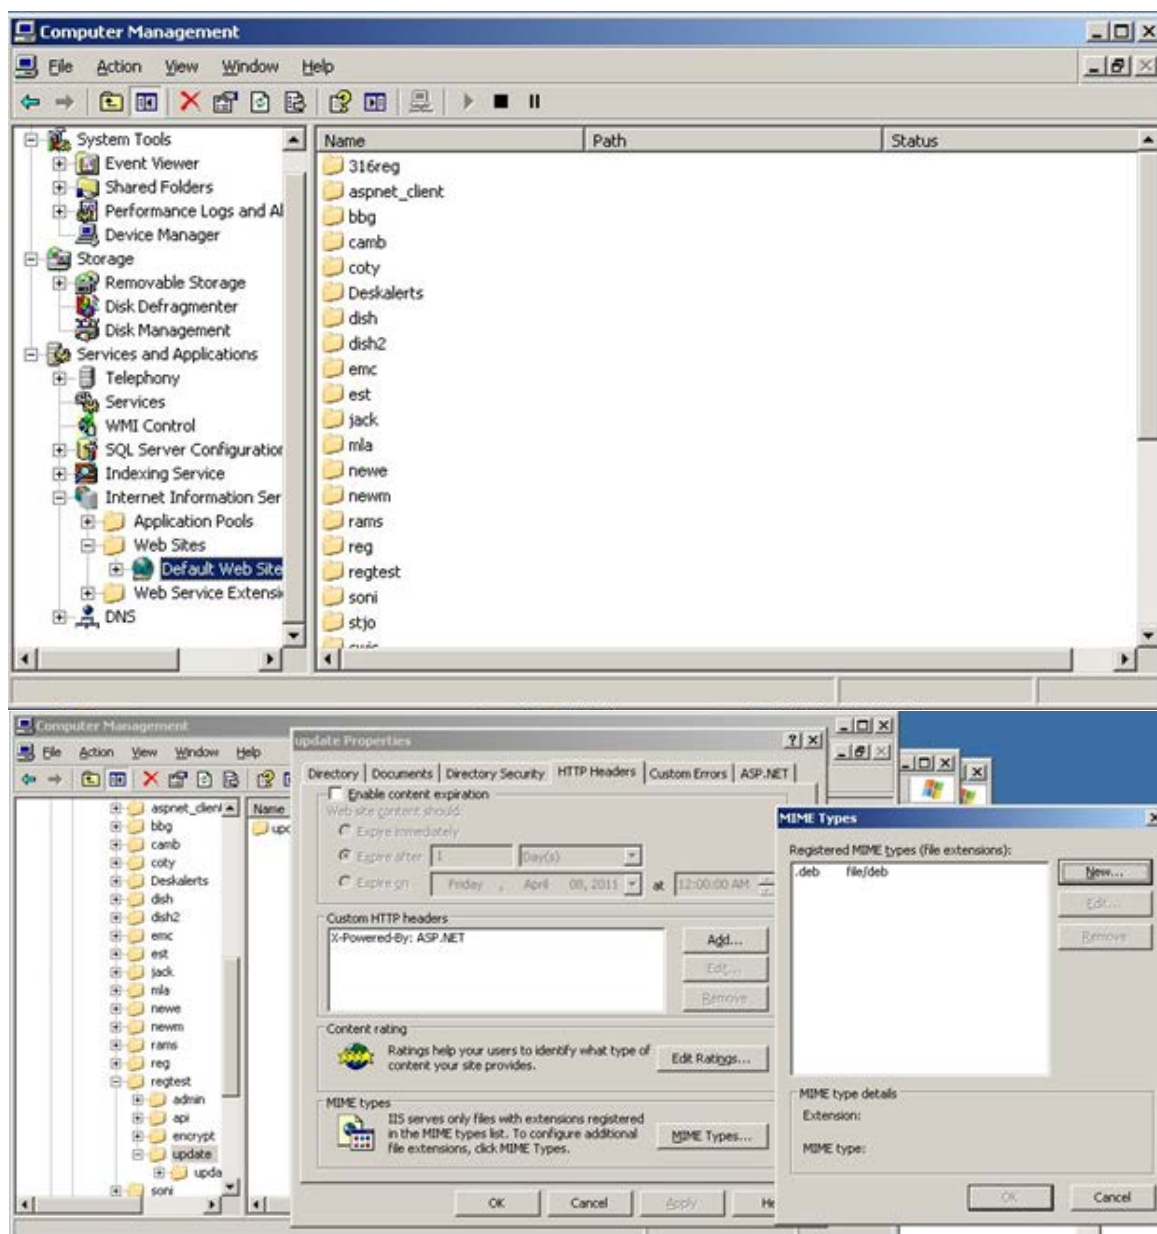 Computer Management
File Action View Window Help
System Tools
Event Viewer
Shared Folders
Performance Logs and Al
Device Manager
Storage
Removable Storage
Disk Defragmenter
Disk Management
Services and Applications
Telephony
Services
WMI Control
SQL Server Configuration
Indexing Service
Internet Information Ser
Application Pools
Web Sites
Default Web Site
Web Service Extensi
DNS
Name Path Status
316reg
aspnet_client
bbg
camb
coty
Deskalerts
dish
dish2
emc
est
jack
mla
newe
newm
rams
reg
regtest
soni
stjo
Computer Management
File Action View Window Help
aspnet_client
bbg
camb
coty
Deskalerts
dish
dish2
emc
est
jack
mla
newe
newm
rams
reg
regtest
admin
api
encrypt
update
upda
soni
Name
upd
update Properties
Directory Documents Directory Security HTTP Headers Custom Errors ASP.NET
Enable content expiration
Web site content should:
Expire immediately
Expire after: 1 Day(s)
Expire on Friday , April 08, 2011 at 12:00:00 AM
Custom HTTP headers
X-Powered-By: ASP.NET
Add...
Edit...
Remove
Content rating
Ratings help your users to identify what type of
content your site provides.
Edit Ratings...
MIME types
IIS serves only files with extensions registered
in the MIME types list. To configure additional
file extensions, click MIME Types.
MIME Types...
OK Cancel Apply He
MIME Types
Registered MIME types (file extensions):
.deb file/deb
New...
Edit...
Remove
MIME type details
Extension:
MIME type:
OK Cancel